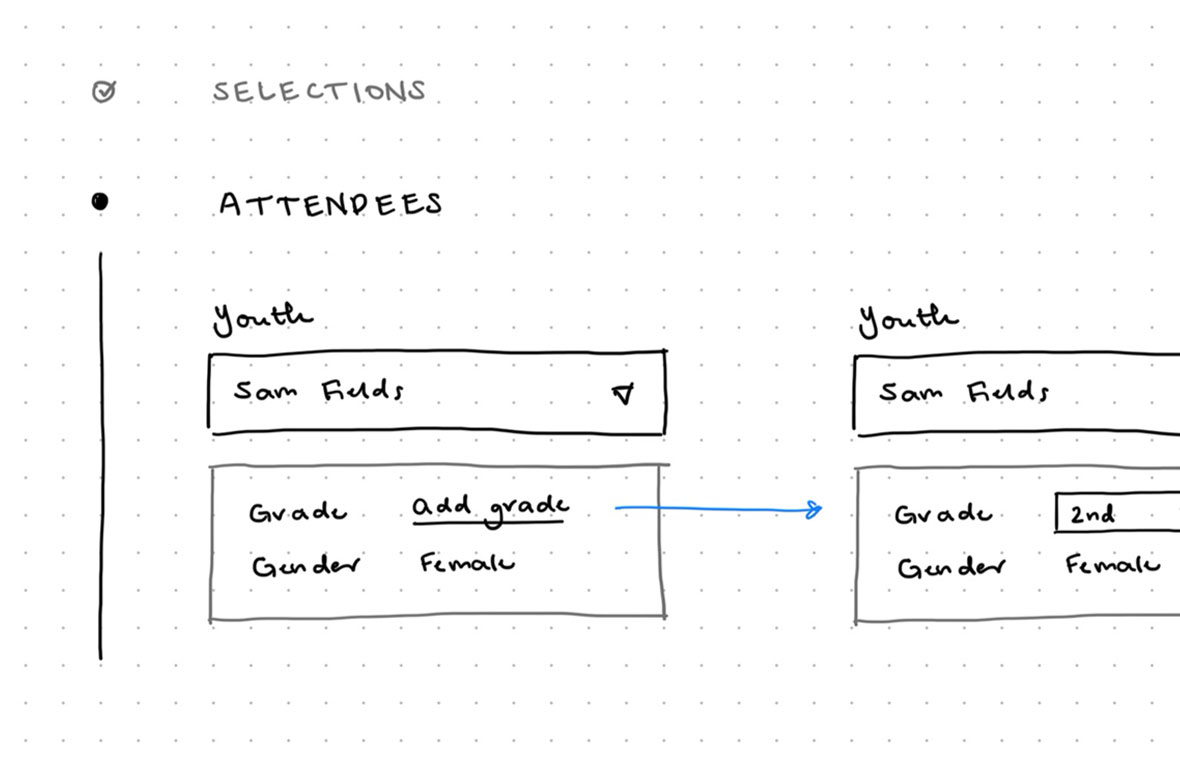 SELECTIONS
ATTENDEES
Youth
Sam Fields
Grade add grade
Gender Female
Youth
Sam Fields
Grade 2nd
Gender Female